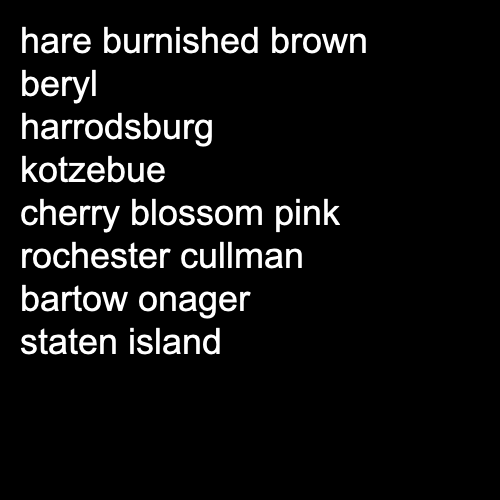 hare burnished brown
beryl
harrodsburg
kotzebue
cherry blossom pink
rochester cullman
bartow onager
staten island